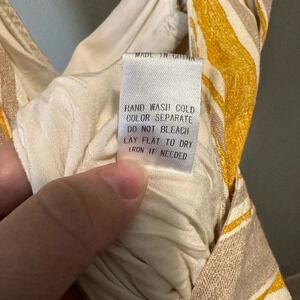 MADE IN CHINA
HAND WASH COLD
COLOR SEPARATE
DO NOT BLEACH
LAY FLAT TO DRY
IRON IF NEEDED